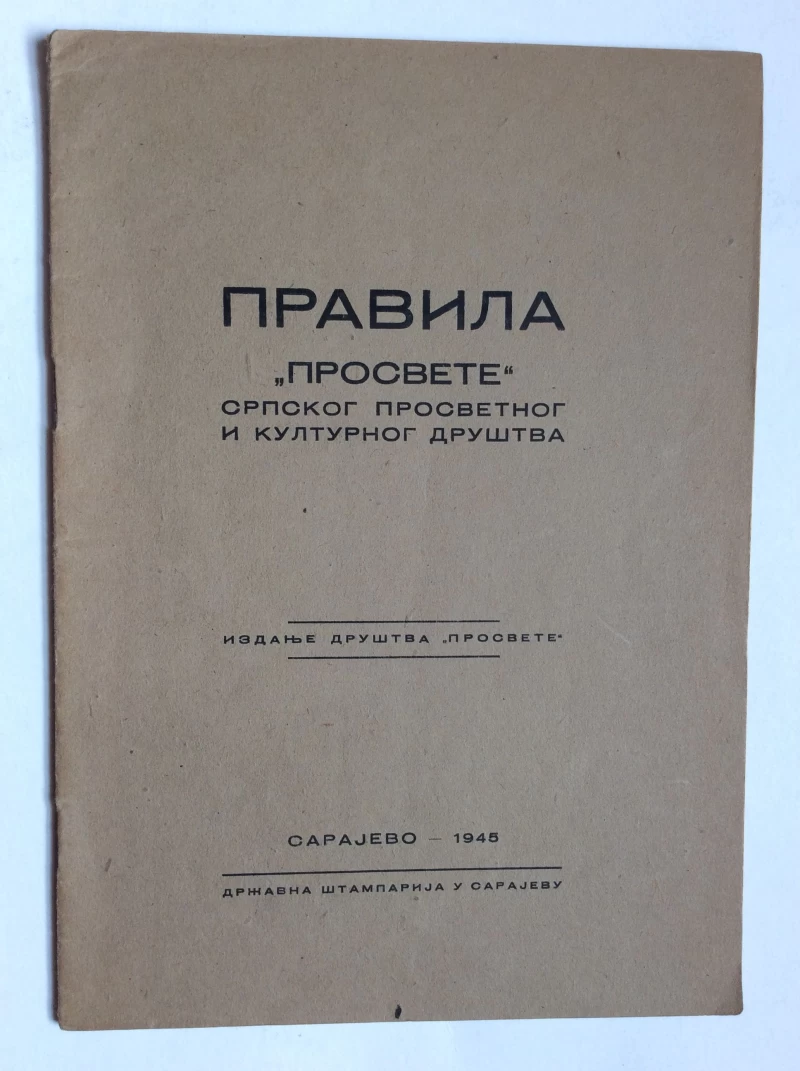 ПРАВИЛА
„ПРОСВЕТЕ“
СРПСКОГ ПРОСВЕТНОГ
И КУЛТУРНОГ ДРУШТВА
ИЗДАЊЕ ДРУШТВА „ПРОСВЕТЕ“
САРАЈЕВО – 1945
ДРЖАВНА ШТАМПАРИЈА У САРАЈЕВУ